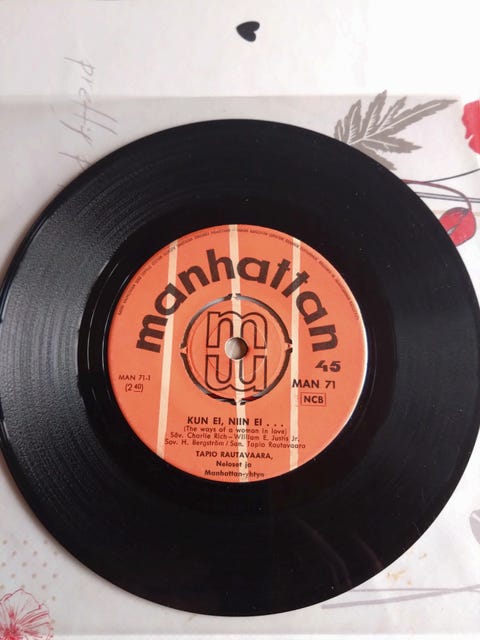 pretty
manhattan
45
MAN 71-1
(2 40)
MAN 71
NCB
KUN EI, NIIN EI . . .
(The ways of a woman in love)
Säv. Charlie Rich – William E. Justis Jr.
Sov. H. Bergström / San. Tapio Rautavaara
TAPIO RAUTAVAARA,
Neloset ja
Manhattan-yhtye